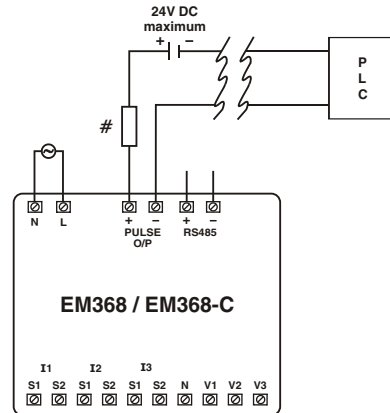 24V DC
maximum
+ −
P
L
C
#
N L + − + −
PULSE
O/P
RS485
EM368 / EM368-C
I1 I2 I3
S1 S2 S1 S2 S1 S2 N V1 V2 V3